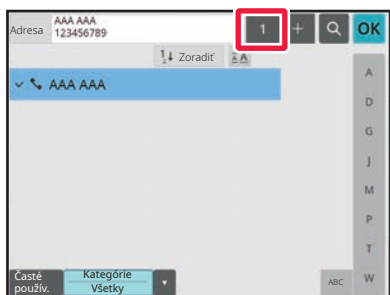 Adresa
AAA AAA
123456789
1
+
OK
Zoradiť
AAA AAA
A
D
G
J
M
P
T
W
Časté
použív.
Kategórie
Všetky
ABC